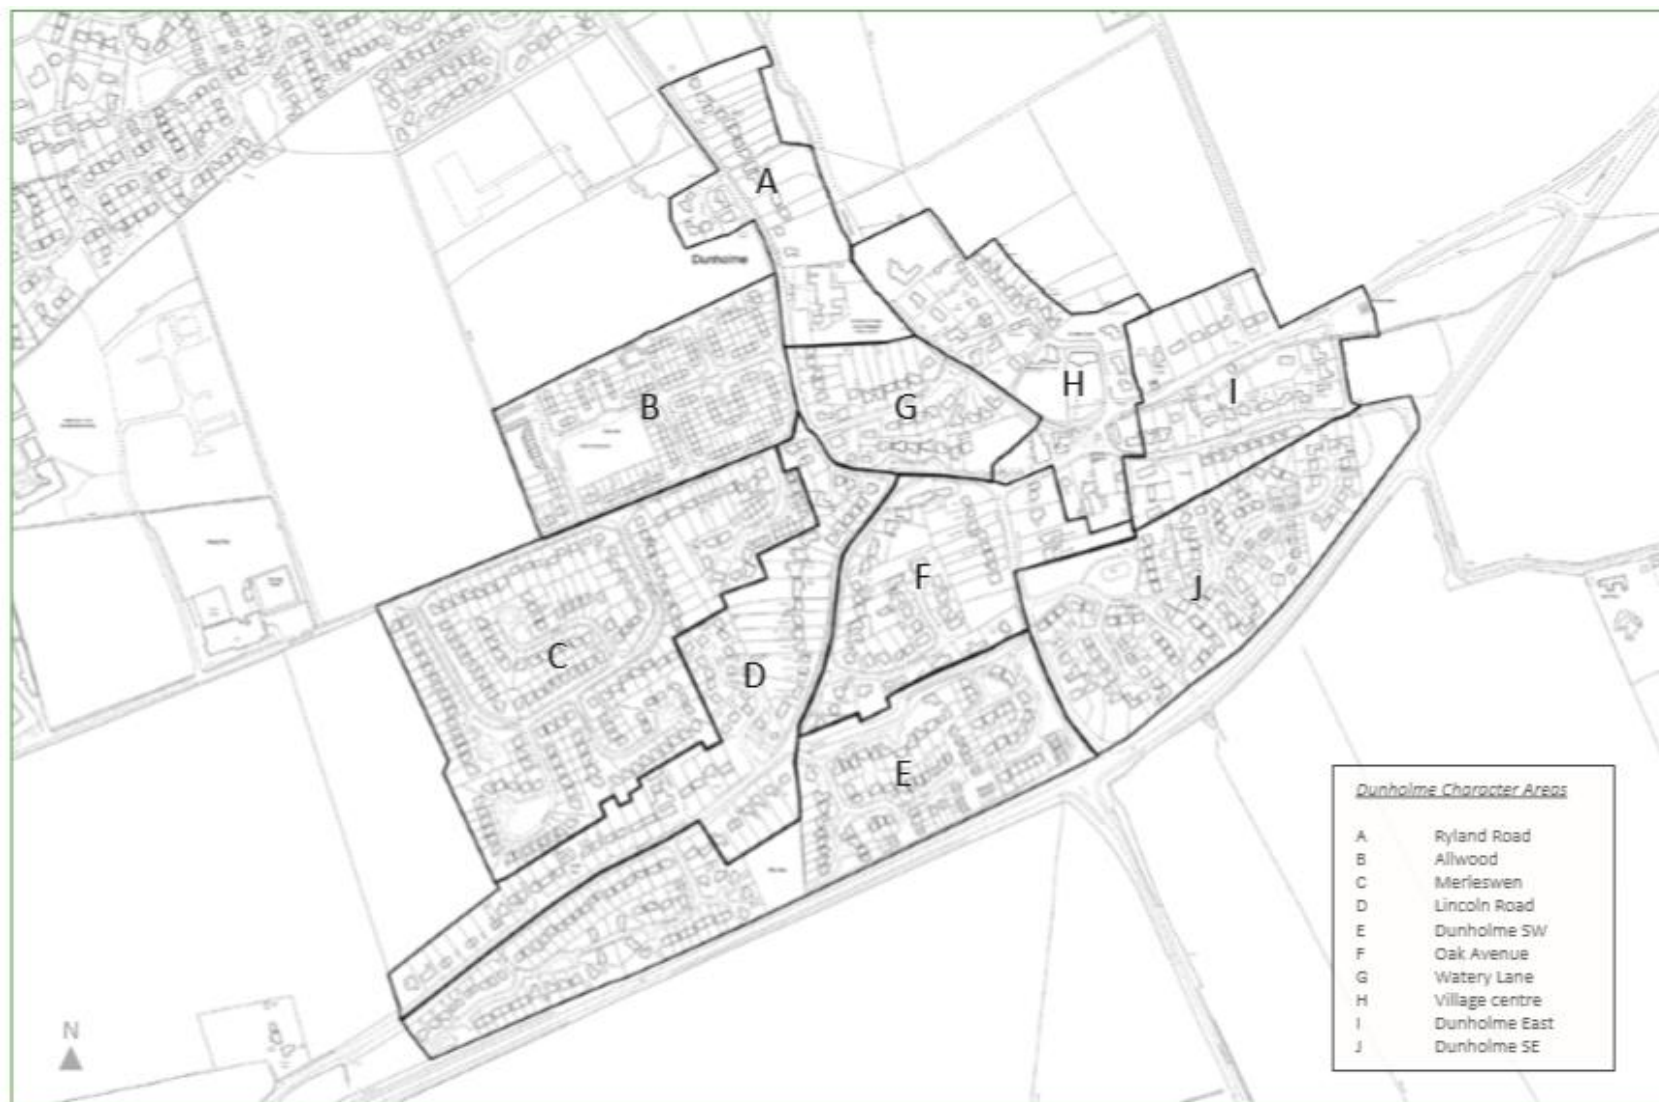 A
Dunholme
B
G
H
I
F
J
C
D
E
N
Dunholme Character Areas
A Ryland Road
B Allwood
C Merleswen
D Lincoln Road
E Dunholme SW
F Oak Avenue
G Watery Lane
H Village centre
I Dunholme East
J Dunholme SE